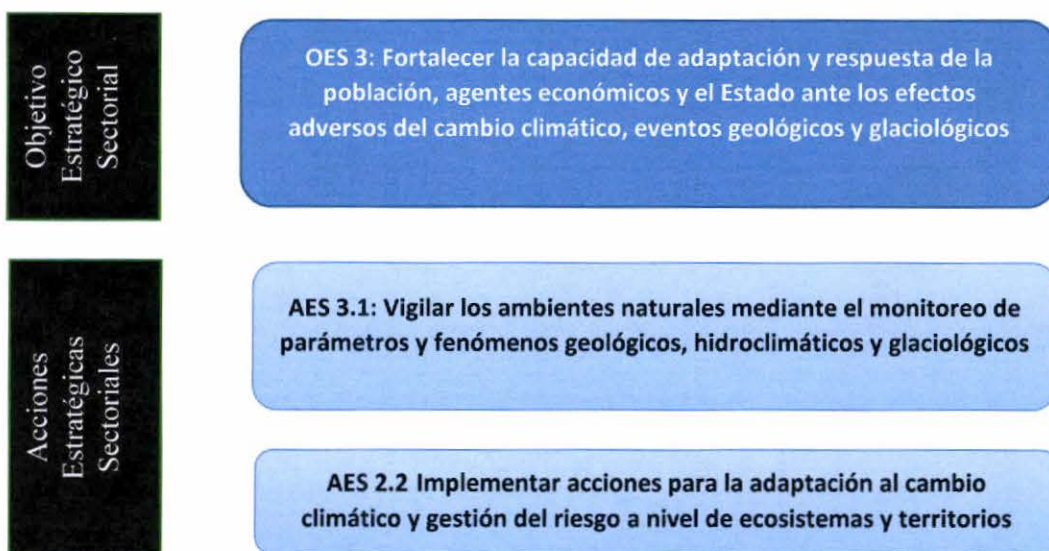 Objetivo
Estratégico
Sectorial
OES 3: Fortalecer la capacidad de adaptación y respuesta de la
población, agentes económicos y el Estado ante los efectos
adversos del cambio climático, eventos geológicos y glaciológicos
Acciones
Estratégicas
Sectoriales
AES 3.1: Vigilar los ambientes naturales mediante el monitoreo de
parámetros y fenómenos geológicos, hidroclimáticos y glaciológicos
AES 2.2 Implementar acciones para la adaptación al cambio
climático y gestión del riesgo a nivel de ecosistemas y territorios